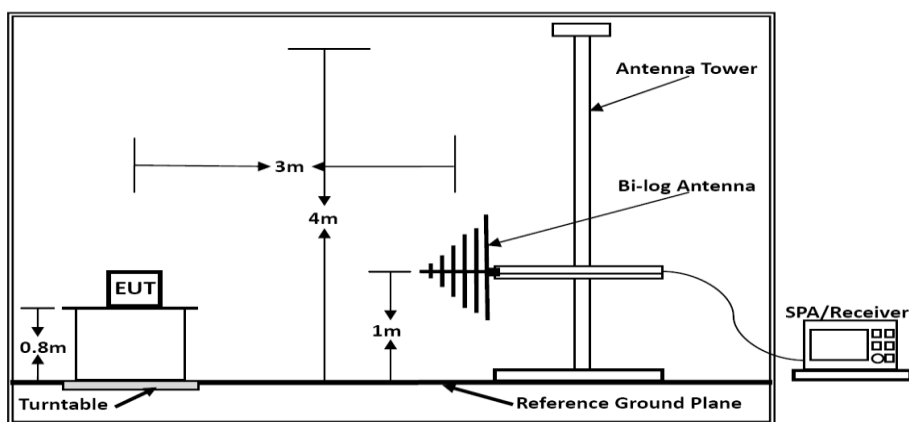 Antenna Tower
3m
Bi-log Antenna
4m
EUT
SPA/Receiver
1m
0.8m
Turntable
Reference Ground Plane